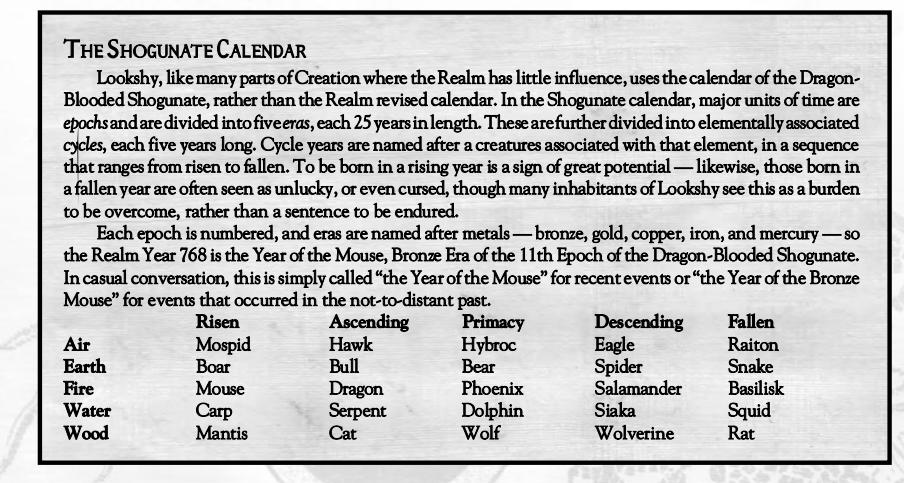 The Shogunate Calendar
Lookshy, like many parts of Creation where the Realm has little influence, uses the calendar of the Dragon-
Blooded Shogunate, rather than the Realm revised calendar. In the Shogunate calendar, major units of time are
epochs and are divided into five eras, each 25 years in length. These are further divided into elementally associated
cycles, each five years long. Cycle years are named after a creatures associated with that element, in a sequence
that ranges from risen to fallen. To be born in a rising year is a sign of great potential — likewise, those born in
a fallen year are often seen as unlucky, or even cursed, though many inhabitants of Lookshy see this as a burden
to be overcome, rather than a sentence to be endured.
Each epoch is numbered, and eras are named after metals — bronze, gold, copper, iron, and mercury — so
the Realm Year 768 is the Year of the Mouse, Bronze Era of the 11th Epoch of the Dragon-Blooded Shogunate.
In casual conversation, this is simply called “the Year of the Mouse” for recent events or “the Year of the Bronze
Mouse” for events that occurred in the not-to-distant past.
Risen Ascending Primacy Descending Fallen
Air Mospid Hawk Hybroc Eagle Raiton
Earth Boar Bull Bear Spider Snake
Fire Mouse Dragon Phoenix Salamander Basilisk
Water Carp Serpent Dolphin Siaka Squid
Wood Mantis Cat Wolf Wolverine Rat